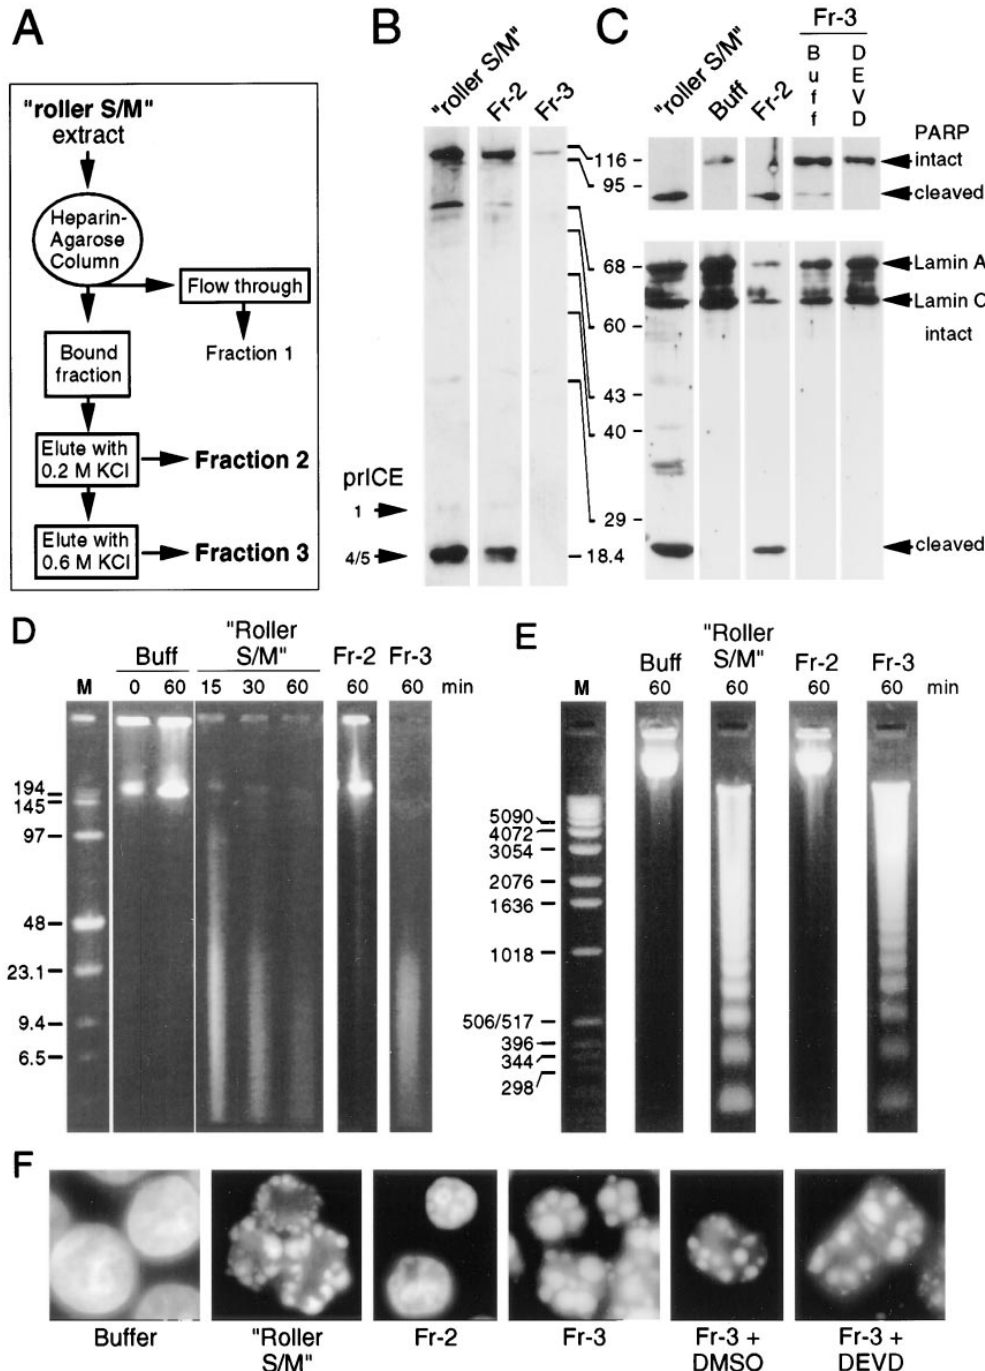 A
"roller S/M"
extract
Heparin-
Agarose
Column
Flow through
Fraction 1
Bound
fraction
Elute with
0.2 M KCl
Fraction 2
Elute with
0.6 M KCl
Fraction 3
B
"roller S/M"
Fr-2
Fr-3
prICE
1
4/5
116
95
68
60
43
40
29
18.4
C
"roller S/M"
Buff
Fr-2
Fr-3
Buff
DEVD
PARP
intact
cleaved
Lamin A
Lamin C
intact
cleaved
D
Buff
"Roller
S/M"
Fr-2
Fr-3
M
0
60
15
30
60
60
60
min
194
145
97
48
23.1
9.4
6.5
E
Buff
"Roller
S/M"
Fr-2
Fr-3
M
60
60
60
60
min
5090
4072
3054
2076
1636
1018
506/517
396
344
298
F
Buffer
"Roller
S/M"
Fr-2
Fr-3
Fr-3 +
DMSO
Fr-3 +
DEVD